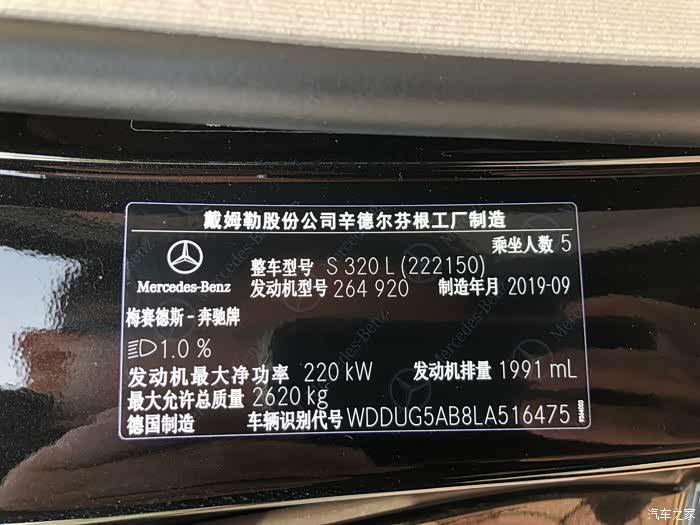 戴姆勒股份公司辛德尔芬根工厂制造
乘坐人数 5
Mercedes-Benz
整车型号 S 320 L (222150)
发动机型号 264 920 制造年月 2019-09
梅赛德斯-奔驰牌
1.0 %
发动机最大净功率 220 kW 发动机排量 1991 mL
最大允许总质量 2620 kg
德国制造 车辆识别代号 WDDUG5AB8LA516475
汽车之家